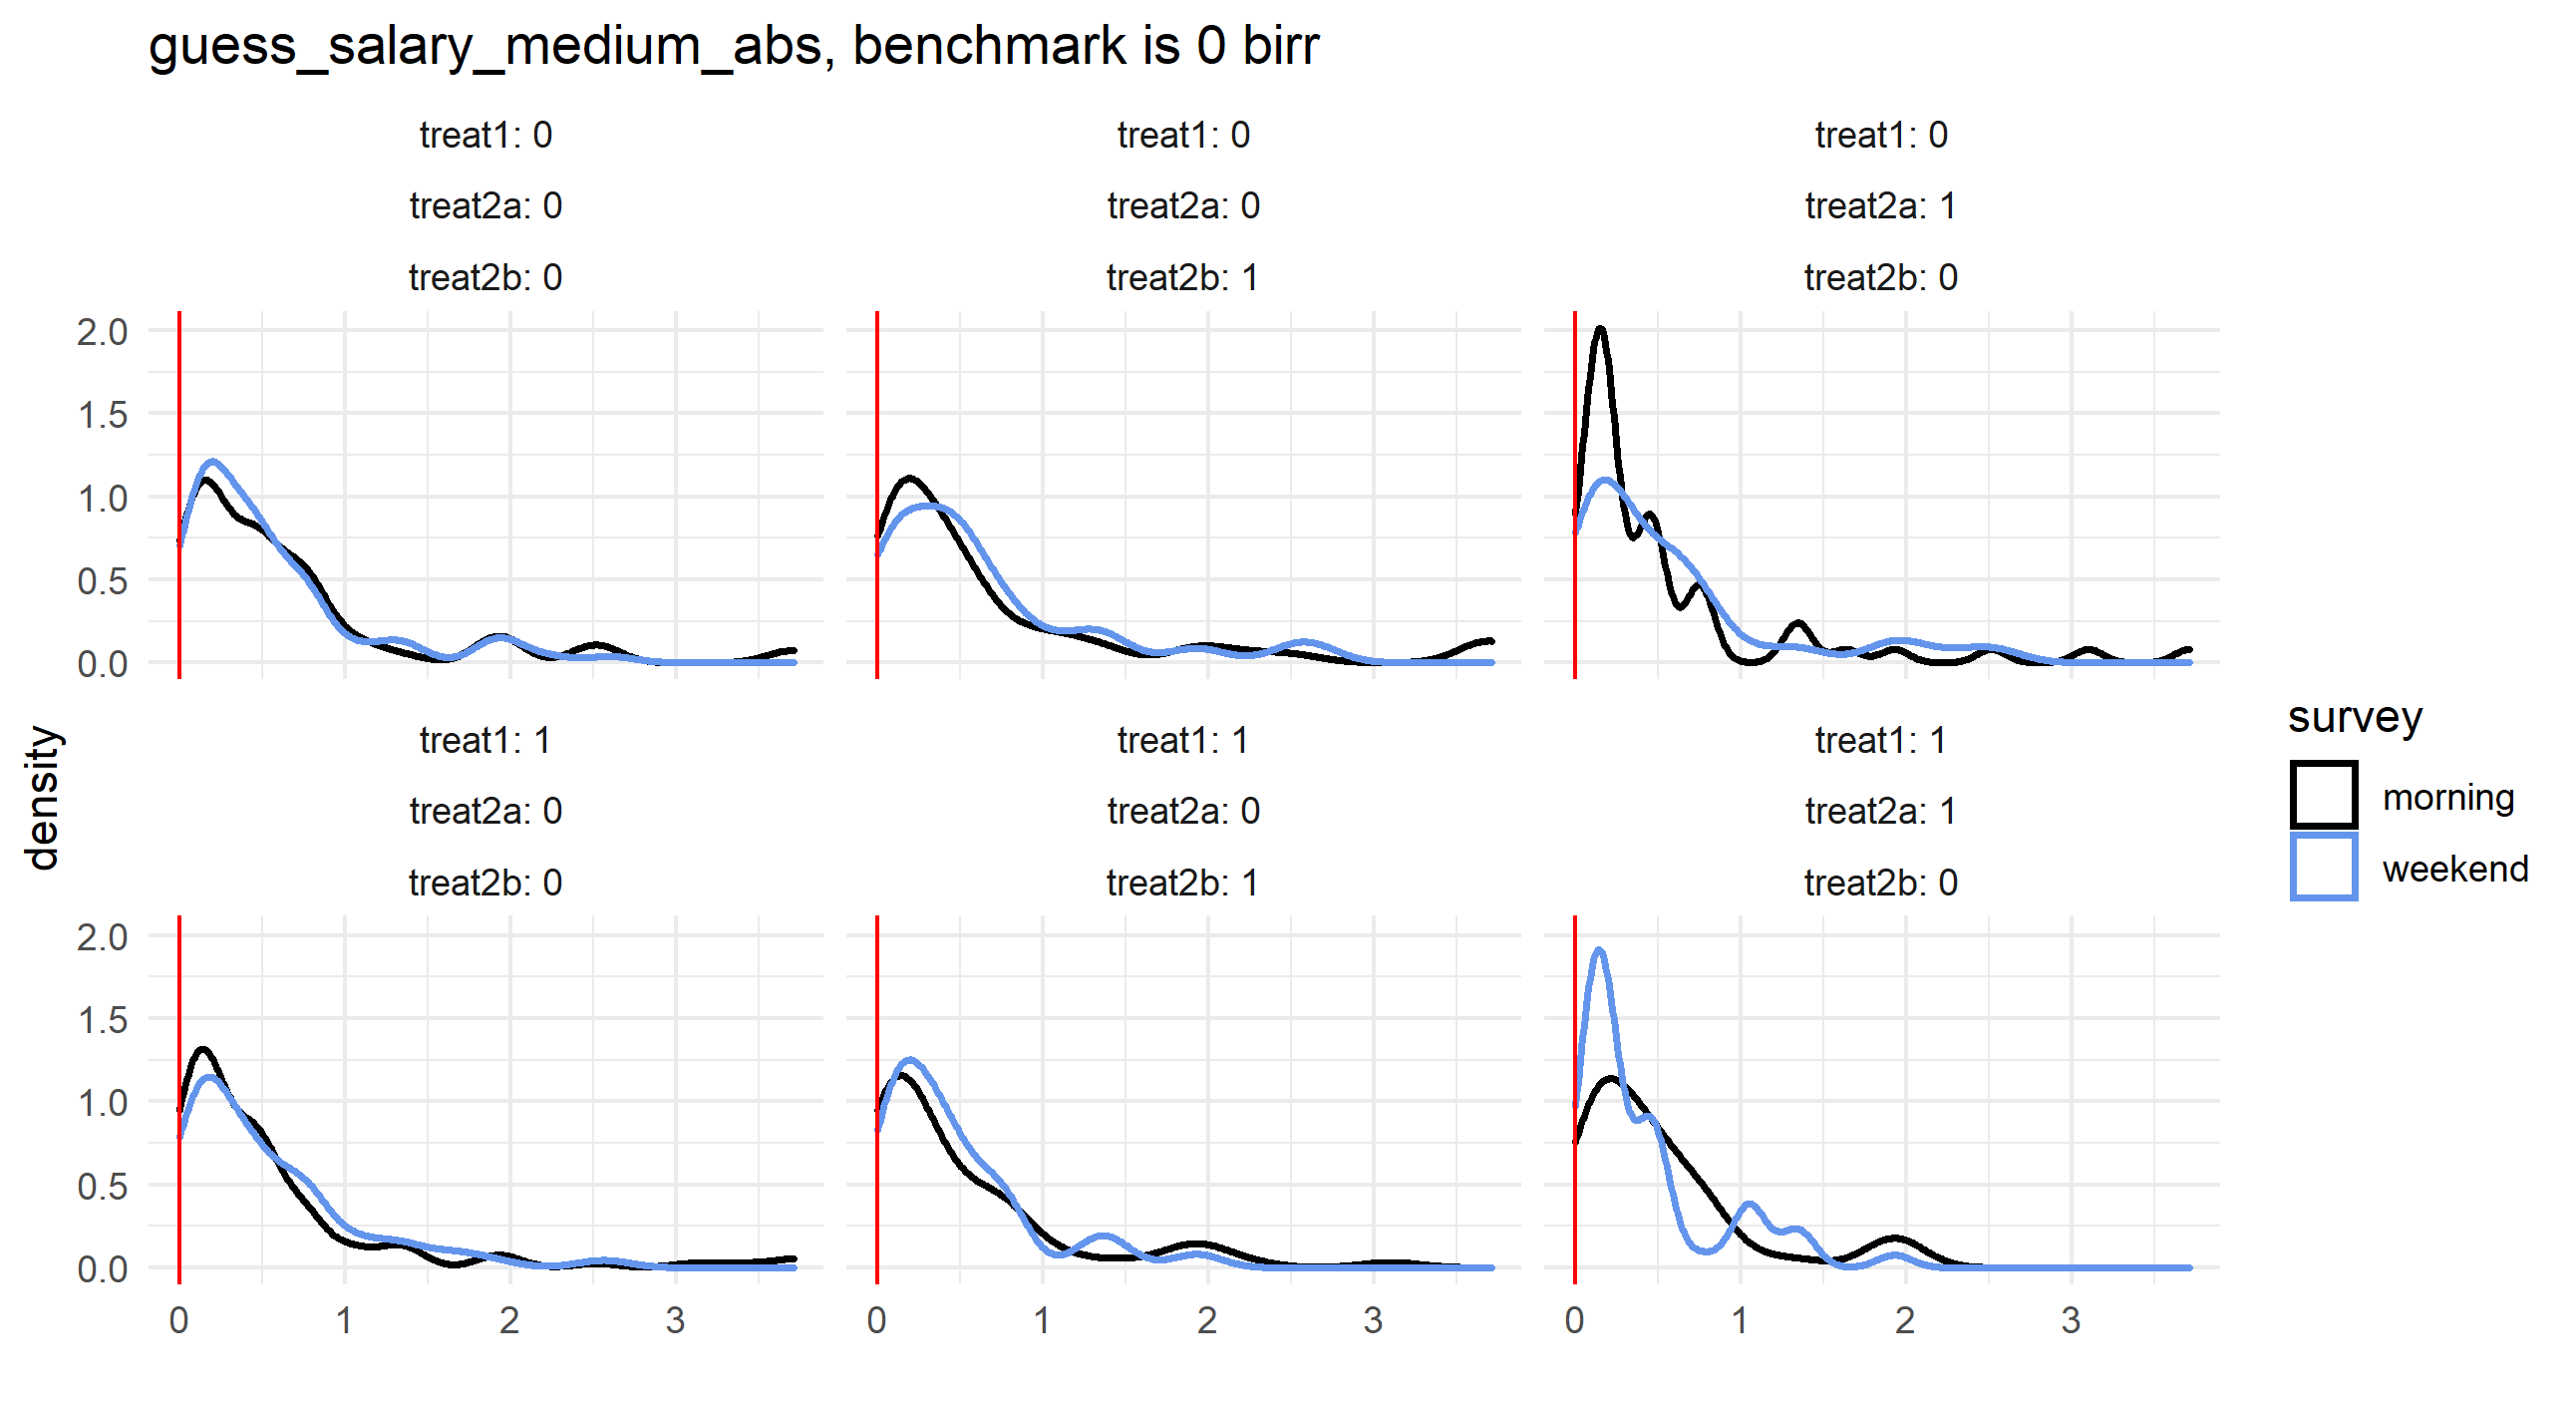 guess_salary_medium_abs, benchmark is 0 birr
treat1: 0
treat2a: 0
treat2b: 0
treat1: 0
treat2a: 0
treat2b: 1
treat1: 0
treat2a: 1
treat2b: 0
2.0
1.5
1.0
0.5
0.0
density
treat1: 1
treat2a: 0
treat2b: 0
treat1: 1
treat2a: 0
treat2b: 1
treat1: 1
treat2a: 1
treat2b: 0
2.0
1.5
1.0
0.5
0.0
0 1 2 3
0 1 2 3
0 1 2 3
survey
morning
weekend